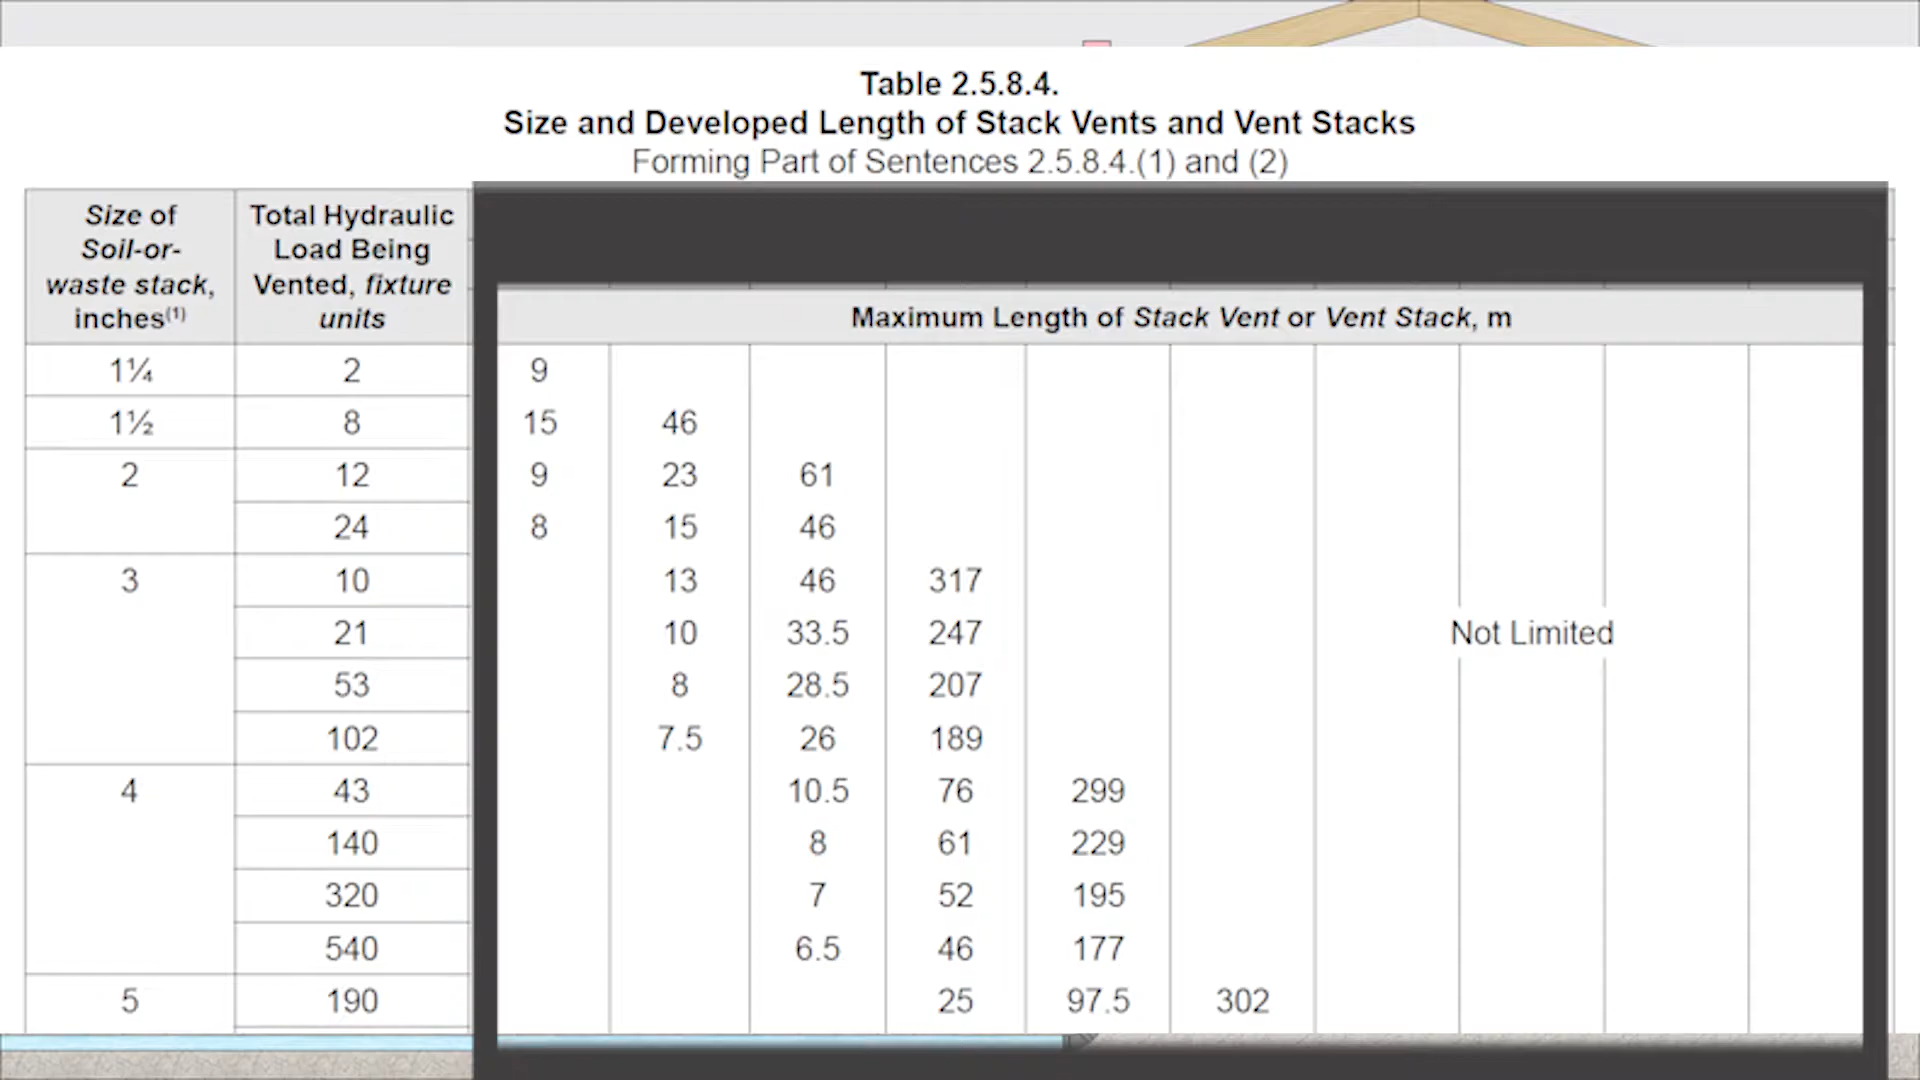 Table 2.5.8.4.
Size and Developed Length of Stack Vents and Vent Stacks
Forming Part of Sentences 2.5.8.4.(1) and (2)
Size of Soil-or-waste stack, inches(1) Total Hydraulic Load Being Vented, fixture units Maximum Length of Stack Vent or Vent Stack, m
1¼ 2 9
1½ 8 15 46
2 12 9 23 61
24 8 15 46
3 10 13 46 317
21 10 33.5 247 Not Limited
53 8 28.5 207
102 7.5 26 189
4 43 10.5 76 299
140 8 61 229
320 7 52 195
540 6.5 46 177
5 190 25 97.5 302